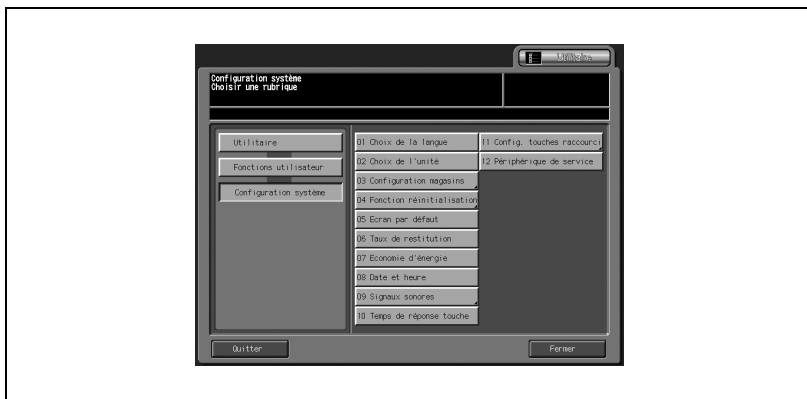 Utilitaire
Configuration système
Choisir une rubrique
Utilitaire
Fonctions utilisateur
Configuration système
01 Choix de la langue
02 Choix de l'unité
03 Configuration magasins
04 Fonction réinitialisation
05 Ecran par défaut
06 Taux de restitution
07 Economie d'énergie
08 Date et heure
09 Signaux sonores
10 Temps de réponse touche
11 Config. touches raccourci
12 Périphérique de service
Quitter
Fermer